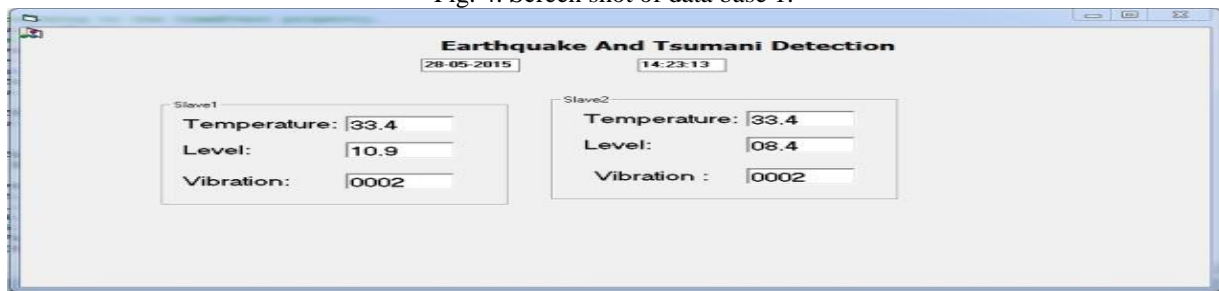 Fig. 4. Screen shot of data base 1.
Earthquake And Tsumani Detection
28-05-2015 14:23:13
Slave1
Temperature: 33.4
Level: 10.9
Vibration: 0002
Slave2
Temperature: 33.4
Level: 08.4
Vibration : 0002